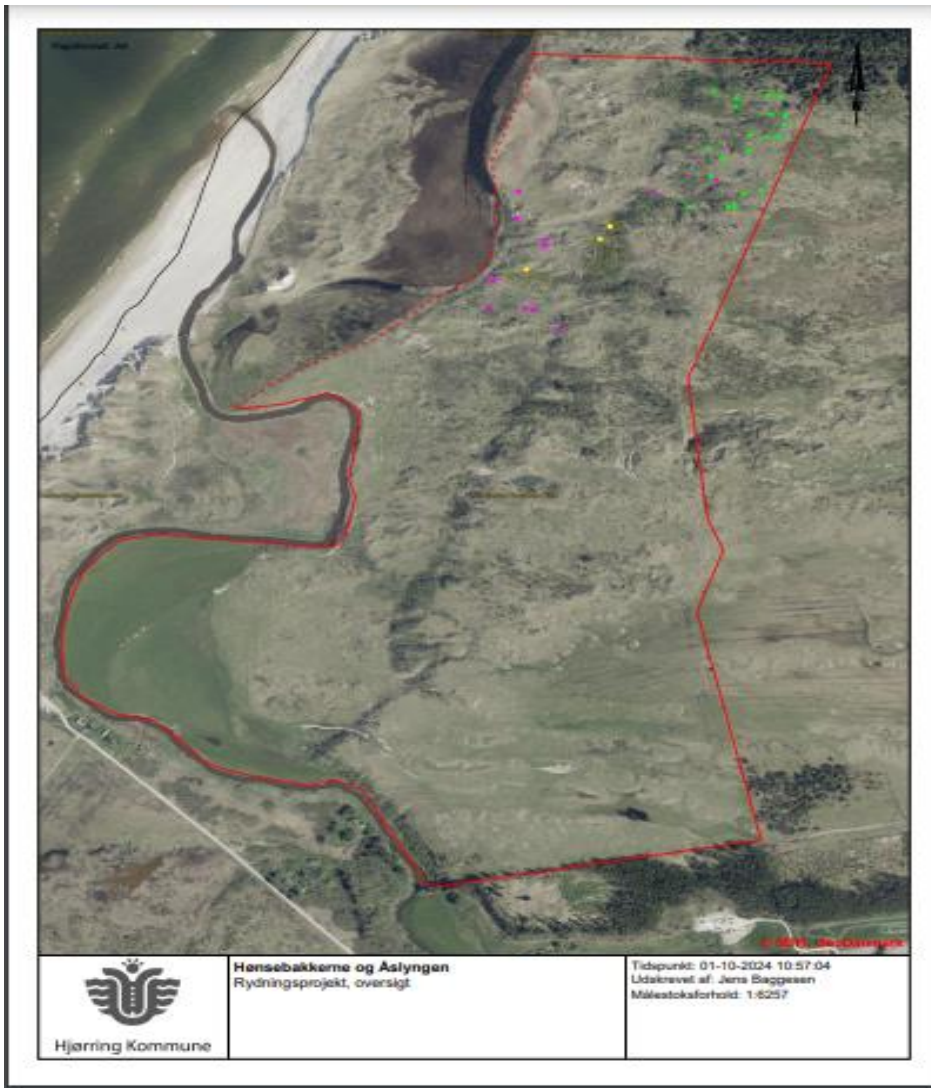 Hjørring Kommune
Hønsebakkerne og Åslyngen
Rydningsprojekt, oversigt
Tidspunkt: 01-10-2024 10:57:04
Udskrevet af: Jens Baggesen
Målestoksforhold: 1:6257